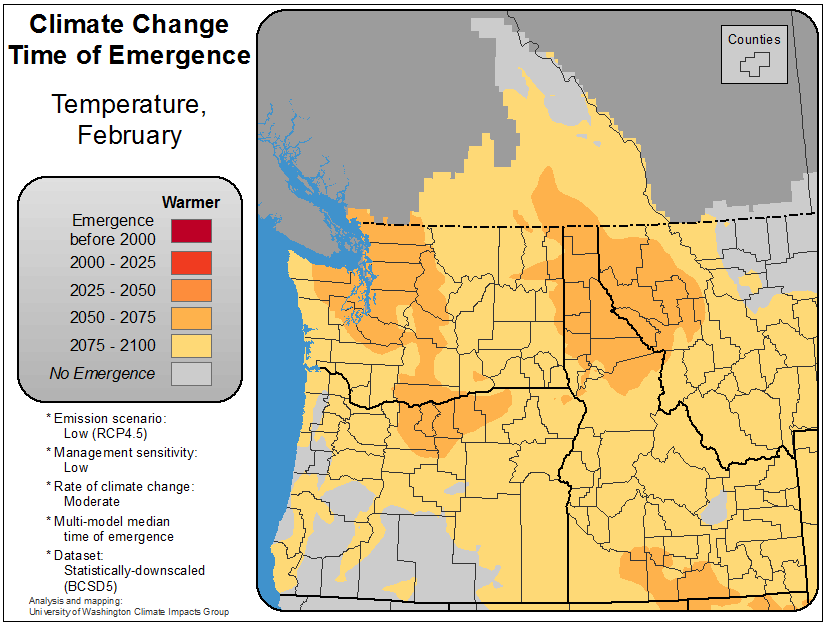 Climate Change
Time of Emergence
Temperature,
February
Warmer
Emergence
before 2000
2000 - 2025
2025 - 2050
2050 - 2075
2075 - 2100
No Emergence
* Emission scenario:
Low (RCP4.5)
* Management sensitivity:
Low
* Rate of climate change:
Moderate
* Multi-model median
time of emergence
* Dataset:
Statistically-downscaled
(BCSD5)
Analysis and mapping:
University of Washington Climate Impacts Group
Counties